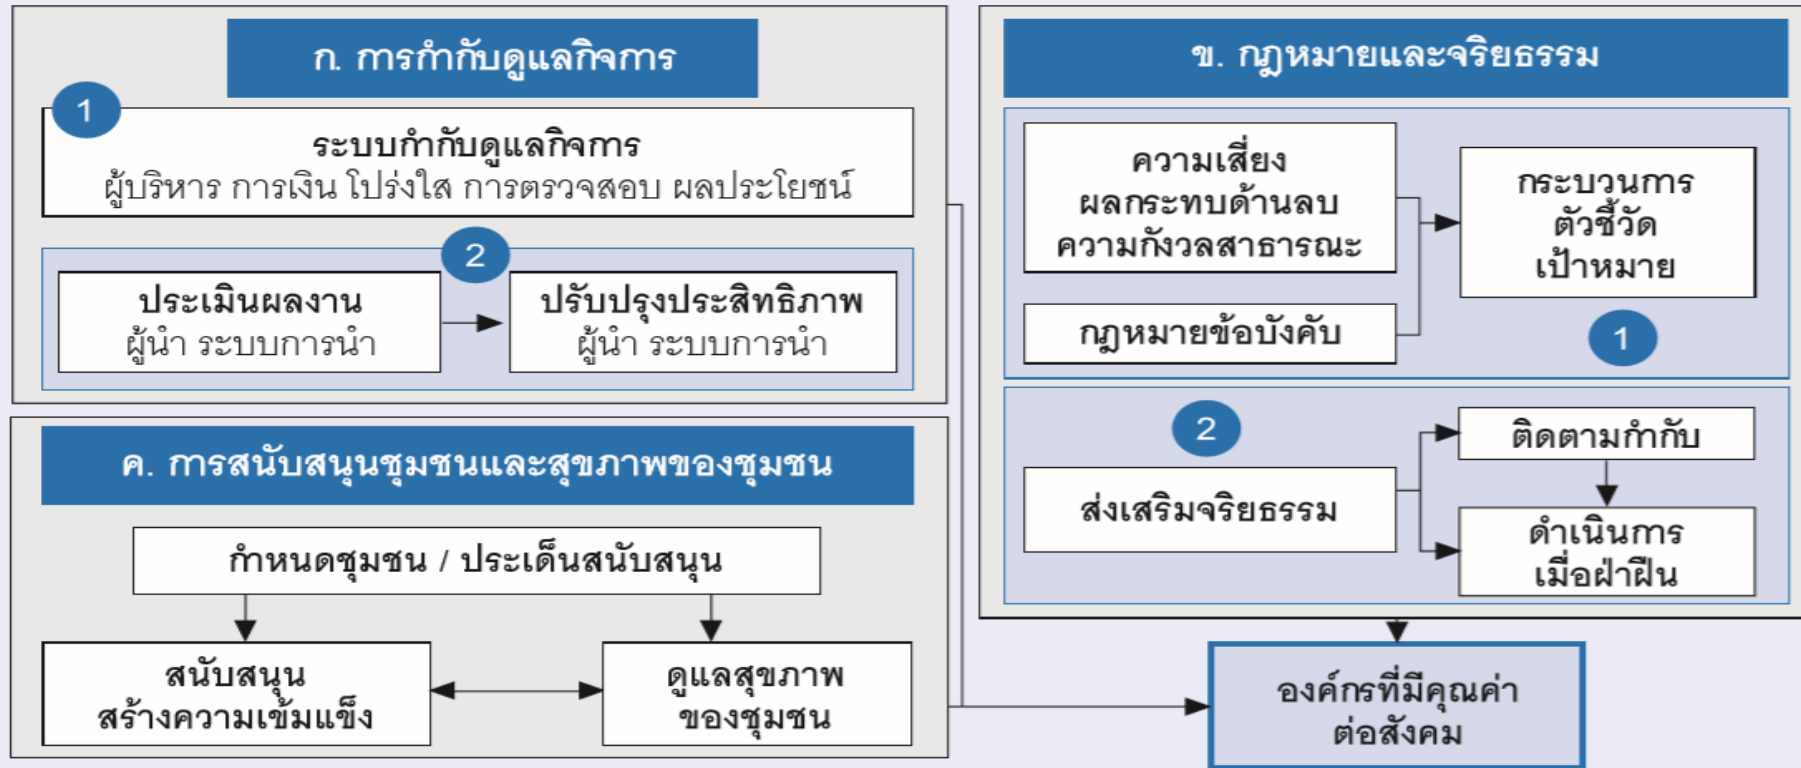 ก. การกำกับดูแลกิจการ
1
ระบบกำกับดูแลกิจการ
ผู้บริหาร การเงิน โปร่งใส การตรวจสอบ ผลประโยชน์
2
ประเมินผลงาน
ผู้นำ ระบบการนำ
ปรับปรุงประสิทธิภาพ
ผู้นำ ระบบการนำ
ข. กฎหมายและจริยธรรม
ความเสี่ยง
ผลกระทบด้านลบ
ความกังวลสาธารณะ
กฎหมายข้อบังคับ
กระบวนการ
ตัวชี้วัด
เป้าหมาย
1
2
ส่งเสริมจริยธรรม
ติดตามกำกับ
ดำเนินการ
เมื่อฝ่าฝืน
ค. การสนับสนุนชุมชนและสุขภาพของชุมชน
กำหนดชุมชน / ประเด็นสนับสนุน
สนับสนุน
สร้างความเข้มแข็ง
ดูแลสุขภาพ
ของชุมชน
องค์กรที่มีคุณค่า
ต่อสังคม